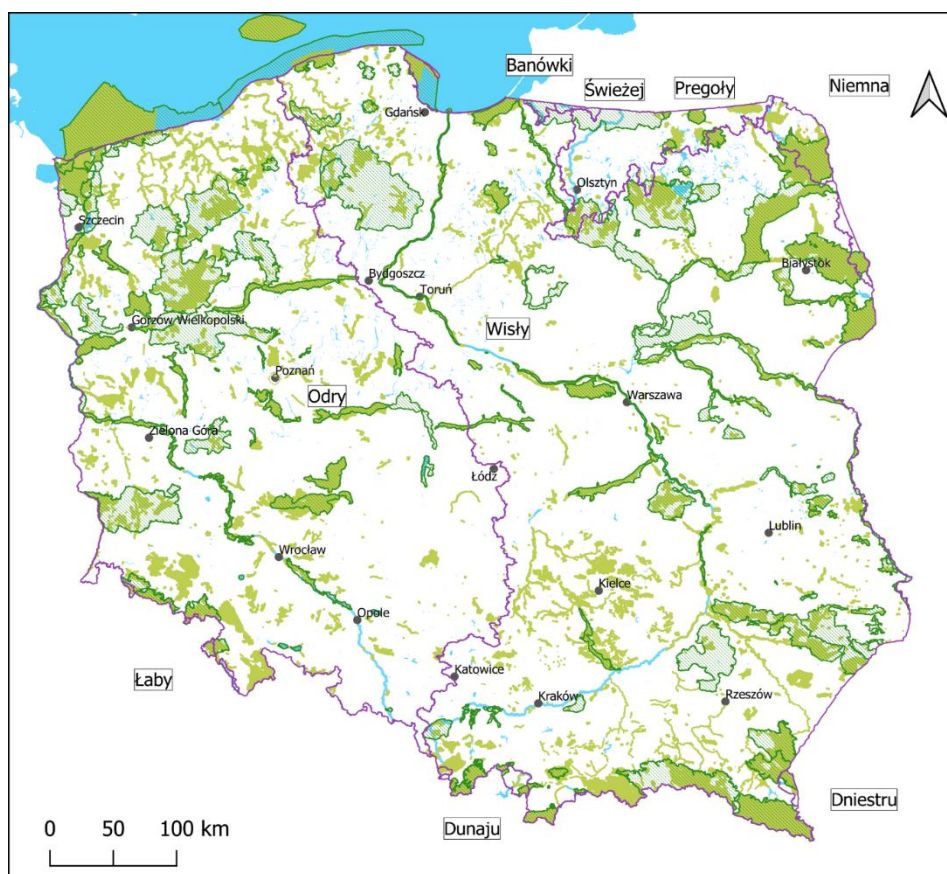 Banówki
Świeżej
Pregoły
Niemna
Gdańsk
Olsztyn
Szczecin
Białystok
Bydgoszcz
Toruń
Gorzów Wielkopolski
Wisły
Poznań
Odry
Warszawa
Zielona Góra
Łódź
Lublin
Wrocław
Kielce
Opole
Łaby
Katowice
Kraków
Rzeszów
Dniestru
Dunaju
0 50 100 km